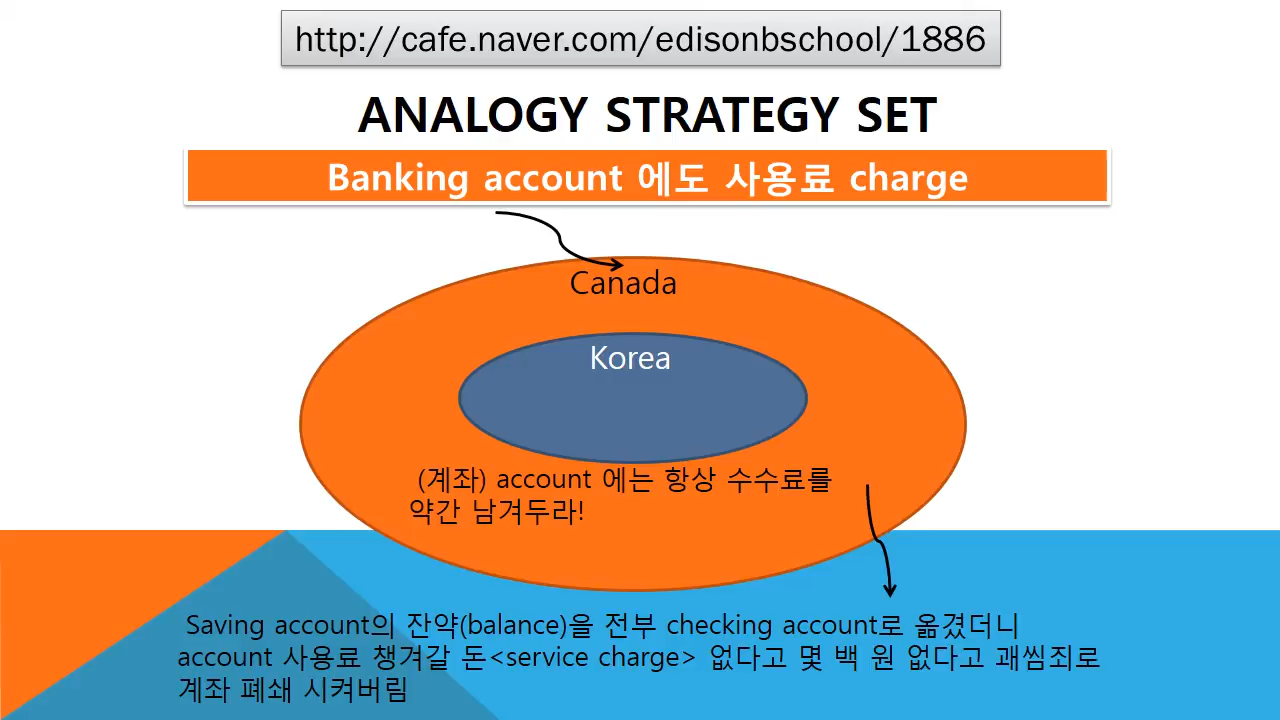 http://cafe.naver.com/edisonbschool/1886
ANALOGY STRATEGY SET
Banking account 에도 사용료 charge
Canada
Korea
(계좌) account 에는 항상 수수료를
약간 남겨두라!
Saving account의 잔약(balance)을 전부 checking account로 옮겼더니
account 사용료 챙겨갈 돈<service charge> 없다고 몇 백 원 없다고 괘씸죄로
계좌 폐쇄 시켜버림